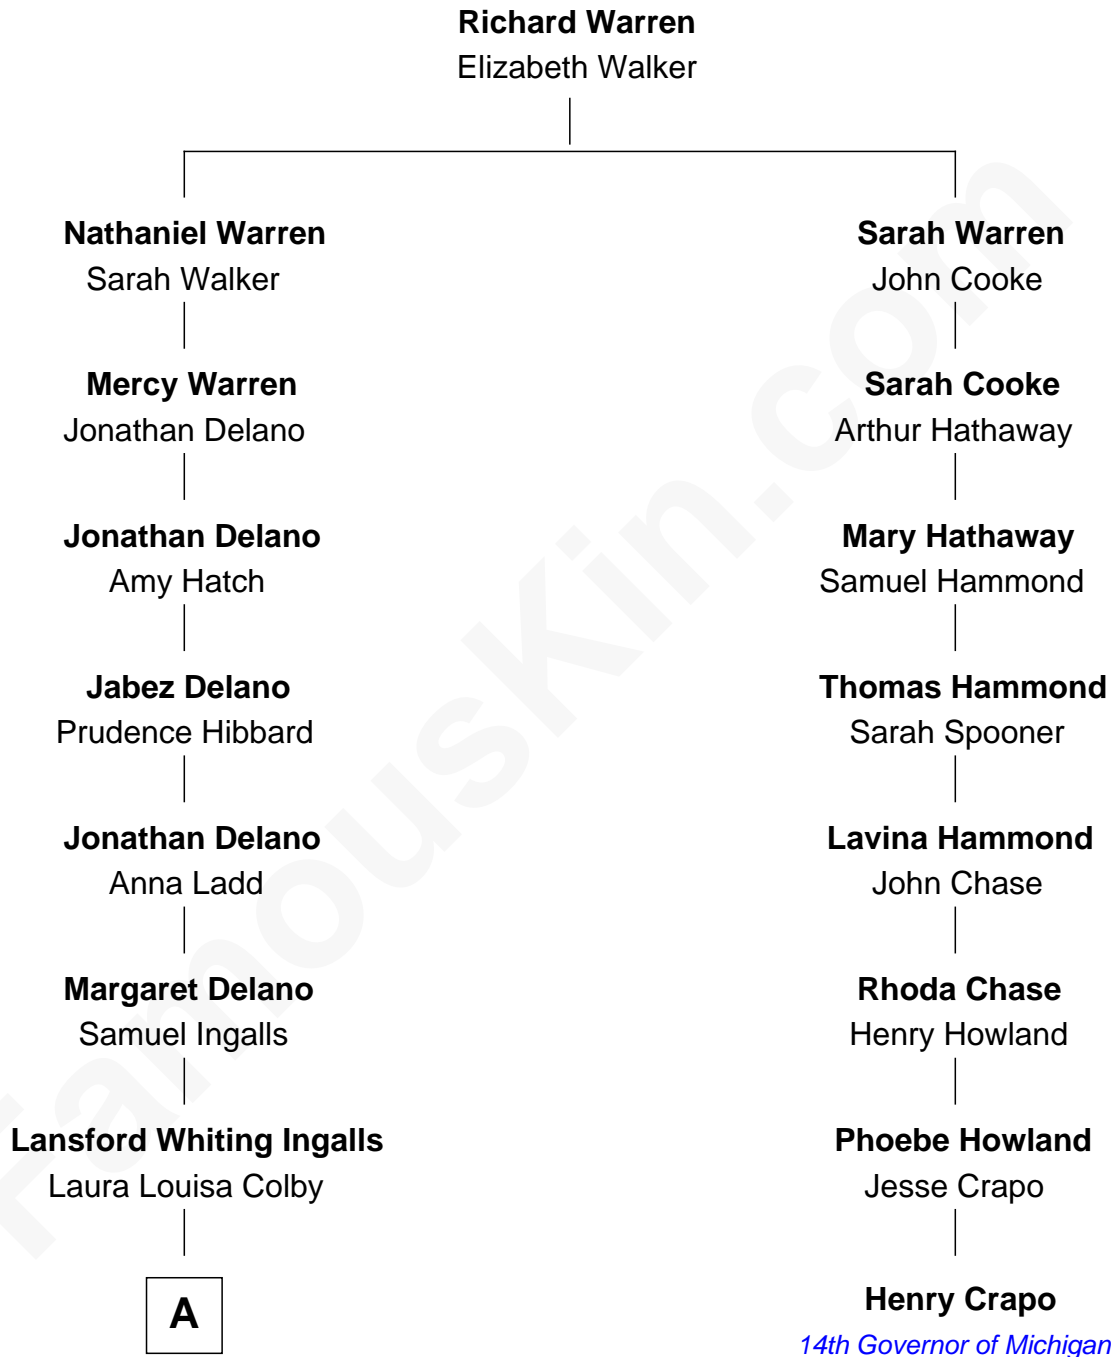 Richard Warren
Elizabeth Walker
Nathaniel Warren
Sarah Walker
Mercy Warren
Jonathan Delano
Jonathan Delano
Amy Hatch
Jabez Delano
Prudence Hibbard
Jonathan Delano
Anna Ladd
Margaret Delano
Samuel Ingalls
Lansford Whiting Ingalls
Laura Louisa Colby
A
Sarah Warren
John Cooke
Sarah Cooke
Arthur Hathaway
Mary Hathaway
Samuel Hammond
Thomas Hammond
Sarah Spooner
Lavina Hammond
John Chase
Rhoda Chase
Henry Howland
Phoebe Howland
Jesse Crapo
Henry Crapo
14th Governor of Michigan
FamousKin.com